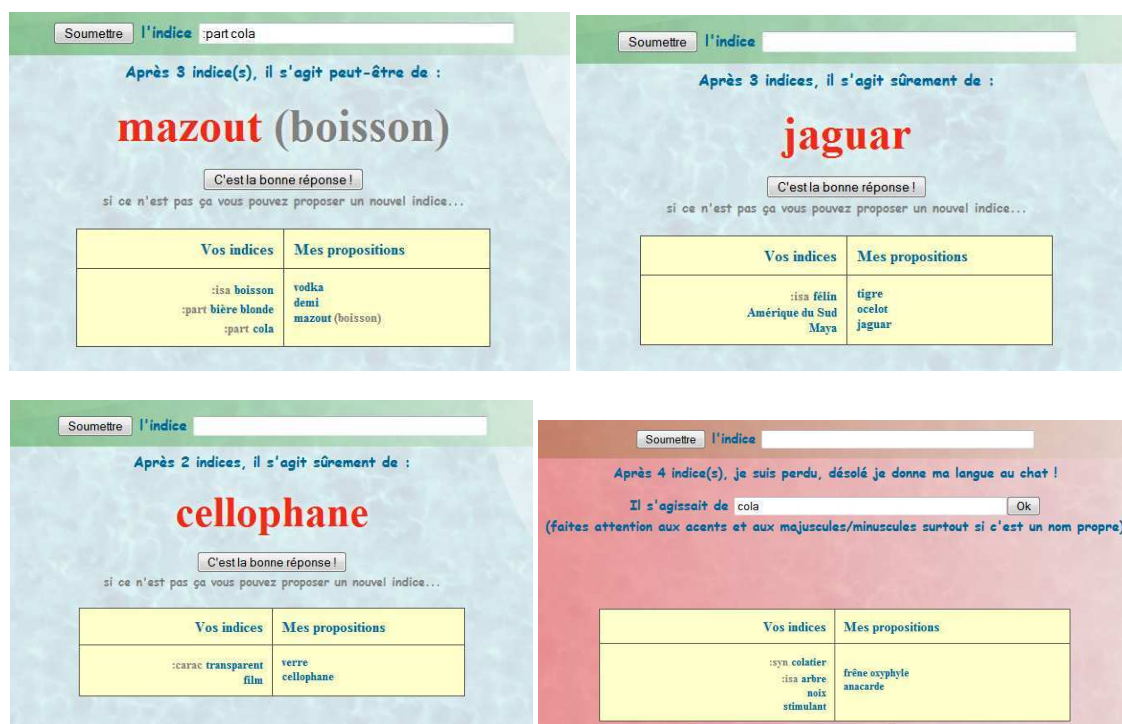 Soumettre l'indice :part cola
Après 3 indice(s), il s'agit peut-être de :
mazout (boisson)
C'est la bonne réponse !
si ce n'est pas ça vous pouvez proposer un nouvel indice...
Vos indices Mes propositions
:isa boisson vodka
:part bière blonde demi
:part cola mazout (boisson)
Soumettre l'indice
Après 3 indices, il s'agit sûrement de :
jaguar
C'est la bonne réponse !
si ce n'est pas ça vous pouvez proposer un nouvel indice...
Vos indices Mes propositions
:isa félin tigre
Amérique du Sud ocelot
Maya jaguar
Soumettre l'indice
Après 2 indices, il s'agit sûrement de :
cellophane
C'est la bonne réponse !
si ce n'est pas ça vous pouvez proposer un nouvel indice...
Vos indices Mes propositions
:carac transparent verre
film cellophane
Soumettre l'indice
Après 4 indice(s), je suis perdu, désolé je donne ma langue au chat !
Il s'agissait de cola Ok
(faites attention aux acents et aux majuscules/minuscules surtout si c'est un nom propre)
Vos indices Mes propositions
:syn colatier
:isa arbre frêne oxyphyle
noix anacarde
stimulant